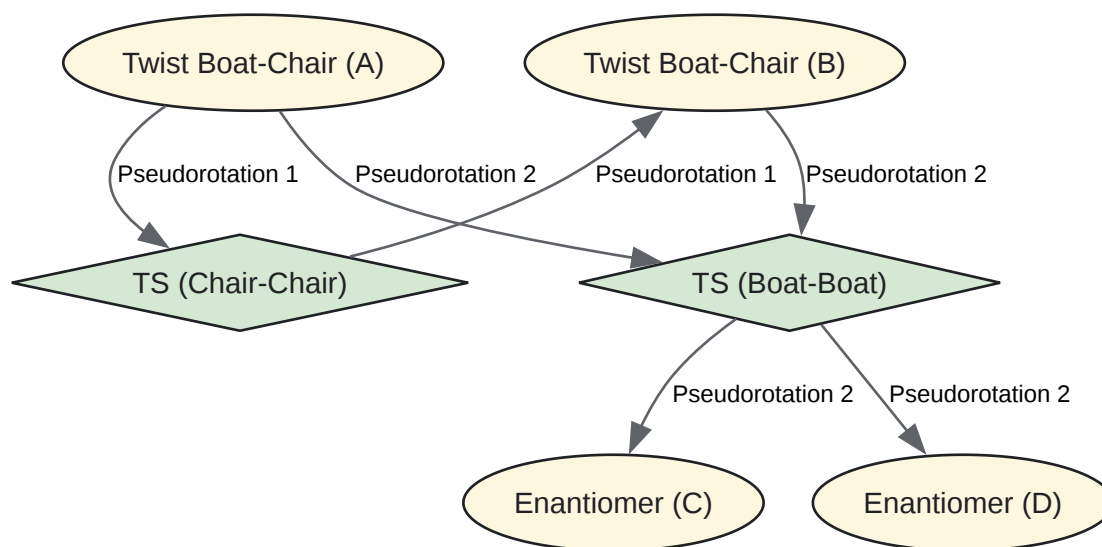 Twist Boat-Chair (A)
Twist Boat-Chair (B)
Pseudorotation 1
Pseudorotation 2
Pseudorotation 1
Pseudorotation 2
TS (Chair-Chair)
TS (Boat-Boat)
Pseudorotation 2
Pseudorotation 2
Enantiomer (C)
Enantiomer (D)